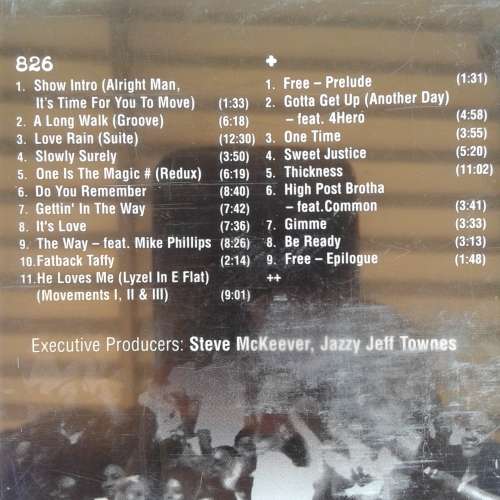 826
1. Show Intro (Alright Man,
It's Time For You To Move) (1:33)
2. A Long Walk (Groove) (6:18)
3. Love Rain (Suite) (12:30)
4. Slowly Surely (3:50)
5. One Is The Magic # (Redux) (6:19)
6. Do You Remember (8:40)
7. Gettin' In The Way (7:42)
8. It's Love (7:36)
9. The Way – feat. Mike Phillips (8:26)
10. Fatback Taffy (2:14)
11. He Loves Me (Lyzel In E Flat)
(Movements I, II & III) (9:01)
+
1. Free – Prelude (1:31)
2. Gotta Get Up (Another Day)
– feat. 4Heró (4:58)
3. One Time (3:55)
4. Sweet Justice (5:20)
5. Thickness (11:02)
6. High Post Brotha
– feat.Common (3:41)
7. Gimme (3:33)
8. Be Ready (3:13)
9. Free – Epilogue (1:48)
++
Executive Producers: Steve McKeever, Jazzy Jeff Townes